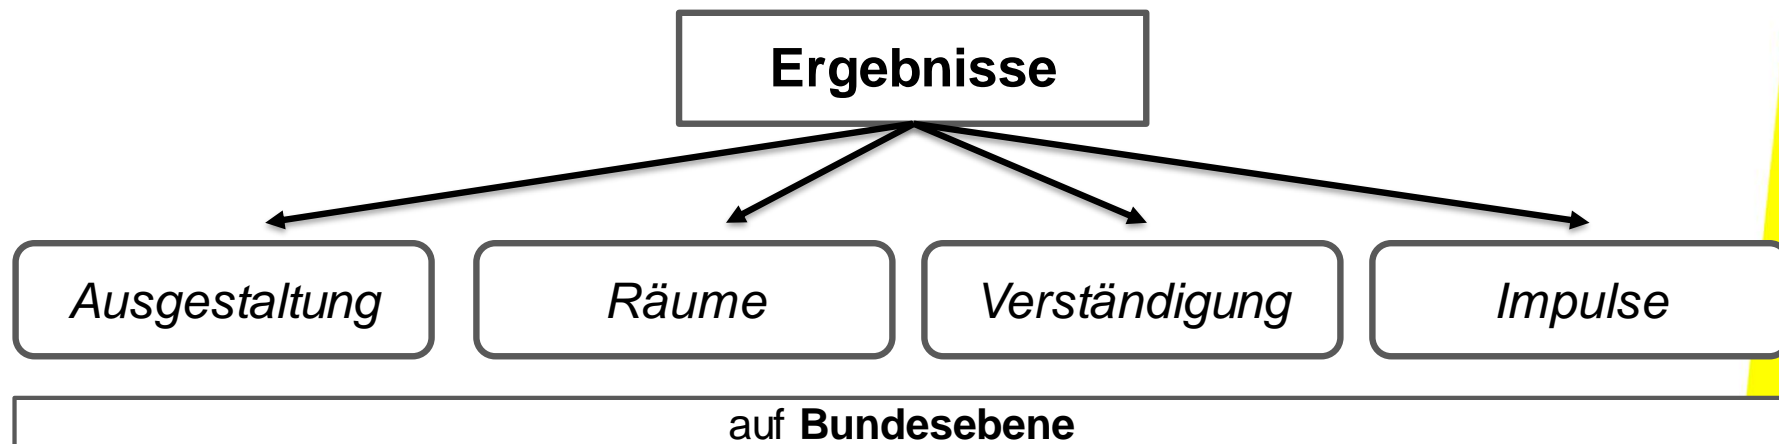 Ergebnisse
Ausgestaltung Räume Verständigung Impulse
auf Bundesebene